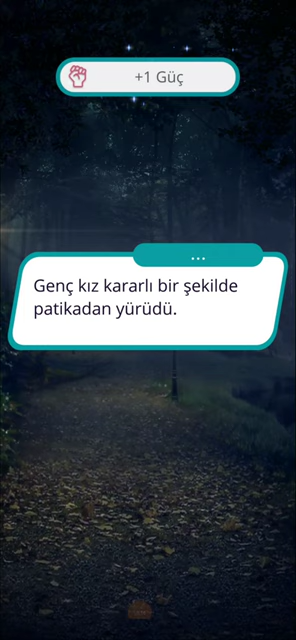 +1 Güç
...
Genç kız kararlı bir şekilde
patikadan yürüdü.